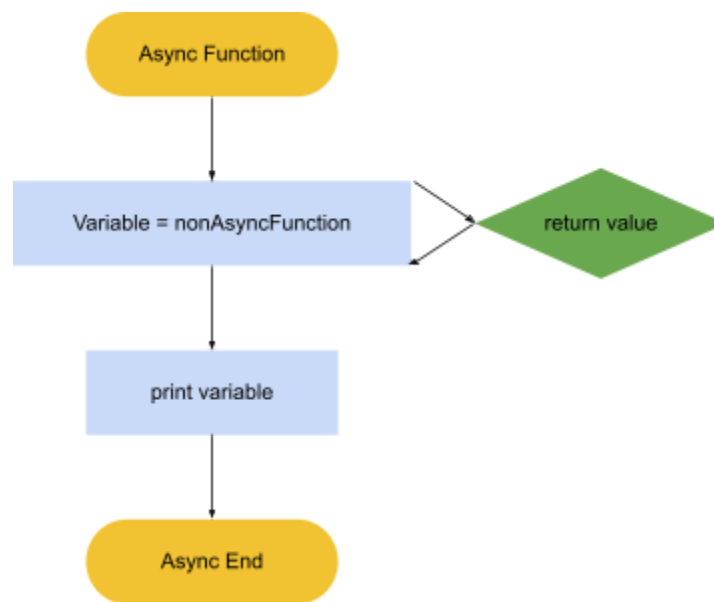 Async Function
Variable = nonAsyncFunction
return value
print variable
Async End